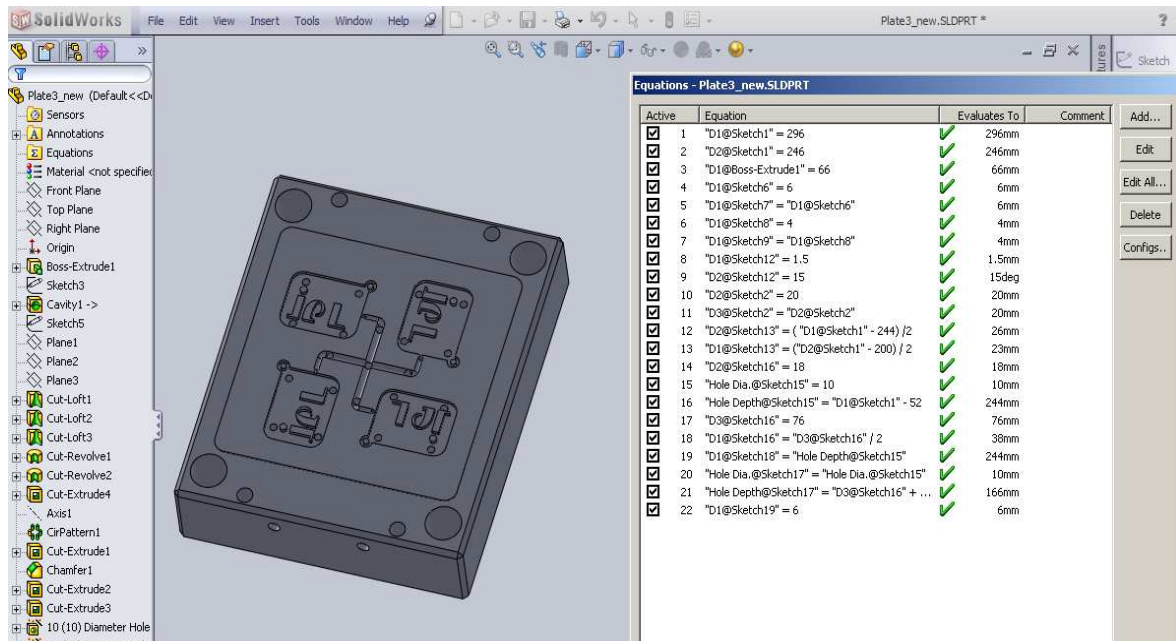 SolidWorks File Edit View Insert Tools Window Help Plate3_new.SLDPRT * ?
Sketch
Plate3_new (Default<<D
Sensors
Annotations
Equations
Material <not specified
Front Plane
Top Plane
Right Plane
Origin
Boss-Extrude1
Sketch3
Cavity1 ->
Sketch5
Plane1
Plane2
Plane3
Cut-Loft1
Cut-Loft2
Cut-Loft3
Cut-Revolve1
Cut-Revolve2
Cut-Extrude4
Axis1
CirPattern1
Cut-Extrude1
Chamfer1
Cut-Extrude2
Cut-Extrude3
10 (10) Diameter Hole
Equations - Plate3_new.SLDPRT
Active Equation Evaluates To Comment
1 "D1@Sketch1" = 296 296mm
2 "D2@Sketch1" = 246 246mm
3 "D1@Boss-Extrude1" = 66 66mm
4 "D1@Sketch6" = 6 6mm
5 "D1@Sketch7" = "D1@Sketch6" 6mm
6 "D1@Sketch8" = 4 4mm
7 "D1@Sketch9" = "D1@Sketch8" 4mm
8 "D1@Sketch12" = 1.5 1.5mm
9 "D2@Sketch12" = 15 15deg
10 "D2@Sketch2" = 20 20mm
11 "D3@Sketch2" = "D2@Sketch2" 20mm
12 "D2@Sketch13" = ( "D1@Sketch1" - 244) /2 26mm
13 "D1@Sketch13" = ("D2@Sketch1" - 200) / 2 23mm
14 "D2@Sketch16" = 18 18mm
15 "Hole Dia.@Sketch15" = 10 10mm
16 "Hole Depth@Sketch15" = "D1@Sketch1" - 52 244mm
17 "D3@Sketch16" = 76 76mm
18 "D1@Sketch16" = "D3@Sketch16" / 2 38mm
19 "D1@Sketch18" = "Hole Depth@Sketch15" 244mm
20 "Hole Dia.@Sketch17" = "Hole Dia.@Sketch15" 10mm
21 "Hole Depth@Sketch17" = "D3@Sketch16" + ... 166mm
22 "D1@Sketch19" = 6 6mm
Add...
Edit
Edit All...
Delete
Configs..